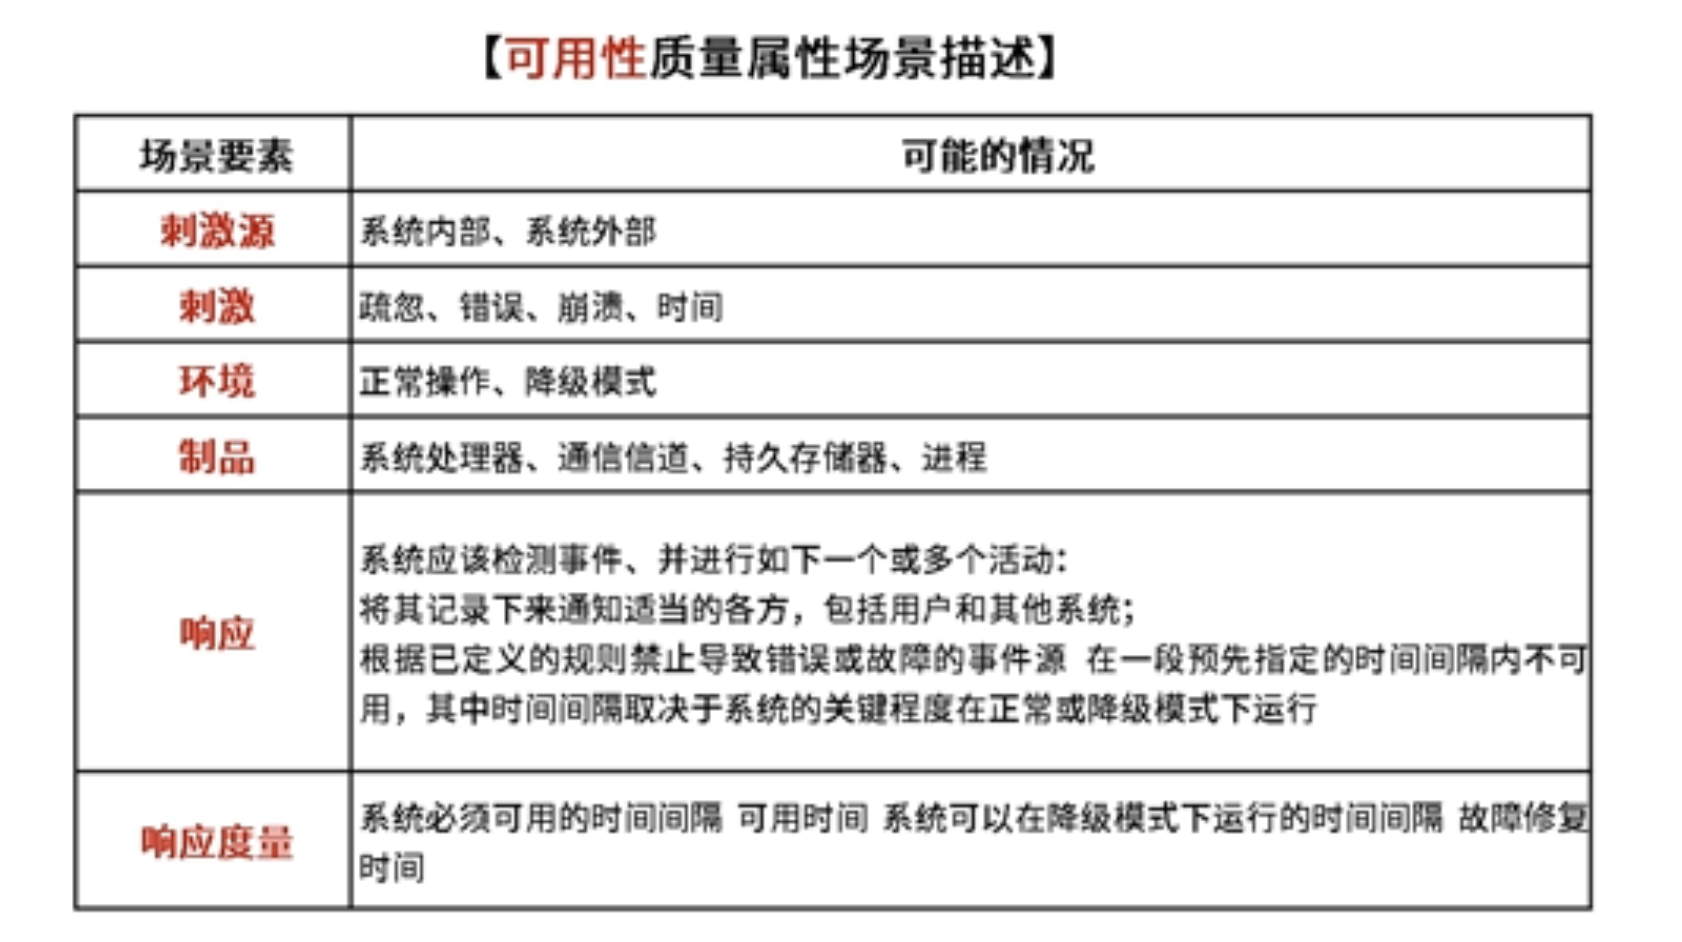 【可用性质量属性场景描述】
场景要素 可能的情况
刺激源 系统内部、系统外部
刺激 疏忽、错误、崩溃、时间
环境 正常操作、降级模式
制品 系统处理器、通信信道、持久存储器、进程
响应
系统应该检测事件、并进行如下一个或多个活动：
将其记录下来通知适当的各方，包括用户和其他系统；
根据已定义的规则禁止导致错误或故障的事件源 在一段预先指定的时间间隔内不可
用，其中时间间隔取决于系统的关键程度在正常或降级模式下运行
响应度量
系统必须可用的时间间隔 可用时间 系统可以在降级模式下运行的时间间隔 故障修复
时间